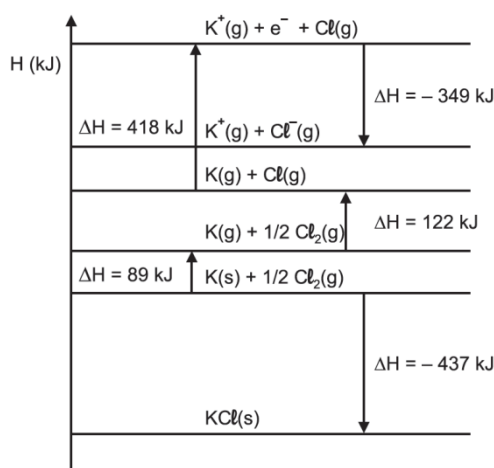 K⁺(g) + e⁻ + Cℓ(g)
H (kJ)
ΔH = – 349 kJ
ΔH = 418 kJ
K⁺(g) + Cℓ⁻(g)
K(g) + Cℓ(g)
K(g) + 1/2 Cℓ₂(g)
ΔH = 122 kJ
ΔH = 89 kJ
K(s) + 1/2 Cℓ₂(g)
ΔH = – 437 kJ
KCℓ(s)